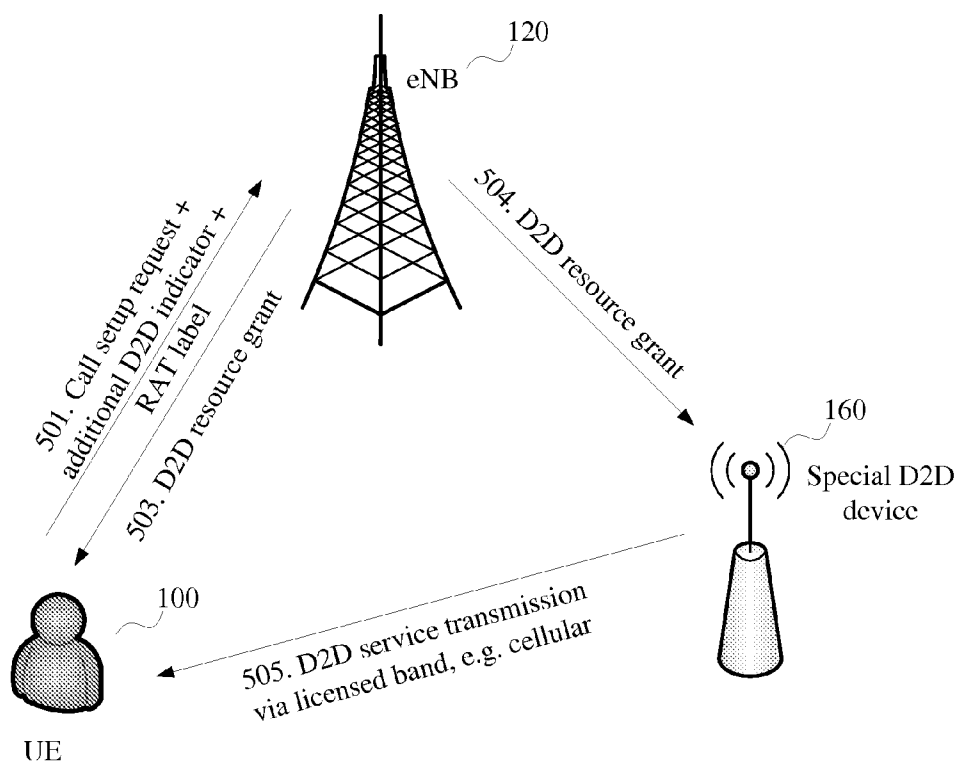 120
eNB
501. Call setup request +
additional D2D indicator +
RAT label
503. D2D resource grant
504. D2D resource grant
160
Special D2D
device
100
505. D2D service transmission
via licensed band, e.g. cellular
UE